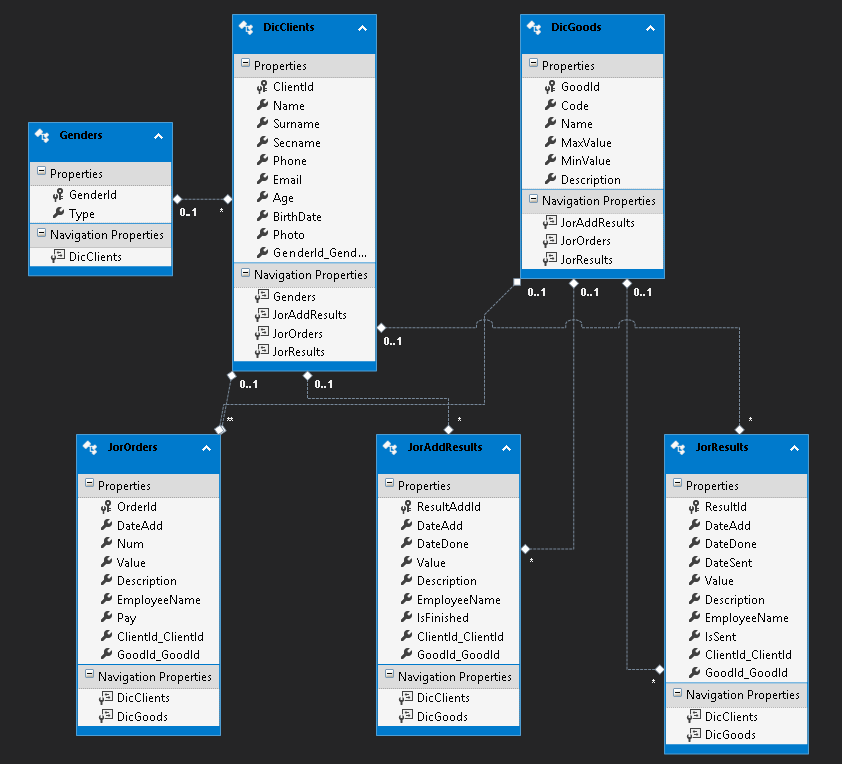 DicClients
Properties
ClientId
Name
Surname
Secname
Phone
Email
Age
BirthDate
Photo
GenderId_Gend...
Navigation Properties
Genders
JorAddResults
JorOrders
JorResults
DicGoods
Properties
GoodId
Code
Name
MaxValue
MinValue
Description
Navigation Properties
JorAddResults
JorOrders
JorResults
Genders
Properties
GenderId
Type
Navigation Properties
DicClients
0..1
*
0..1
0..1
0..1
0..1
0..1
0..1
**
*
*
JorOrders
Properties
OrderId
DateAdd
Num
Value
Description
EmployeeName
Pay
ClientId_ClientId
GoodId_GoodId
Navigation Properties
DicClients
DicGoods
JorAddResults
Properties
ResultAddId
DateAdd
DateDone
Value
Description
EmployeeName
IsFinished
ClientId_ClientId
GoodId_GoodId
Navigation Properties
DicClients
DicGoods
*
*
JorResults
Properties
ResultId
DateAdd
DateDone
DateSent
Value
Description
EmployeeName
IsSent
ClientId_ClientId
GoodId_GoodId
Navigation Properties
DicClients
DicGoods